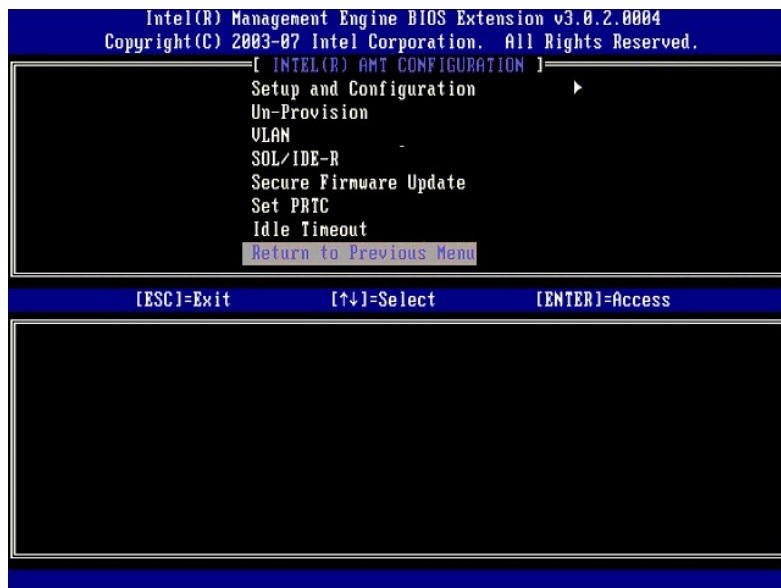 Intel(R) Management Engine BIOS Extension v3.0.2.0004
Copyright(C) 2003-07 Intel Corporation. All Rights Reserved.
[ INTEL(R) AMT CONFIGURATION ]
Setup and Configuration ►
Un-Provision
VLAN
SOL/IDE-R
Secure Firmware Update
Set PRTC
Idle Timeout
Return to Previous Menu
[ESC]=Exit [↑↓]=Select [ENTER]=Access